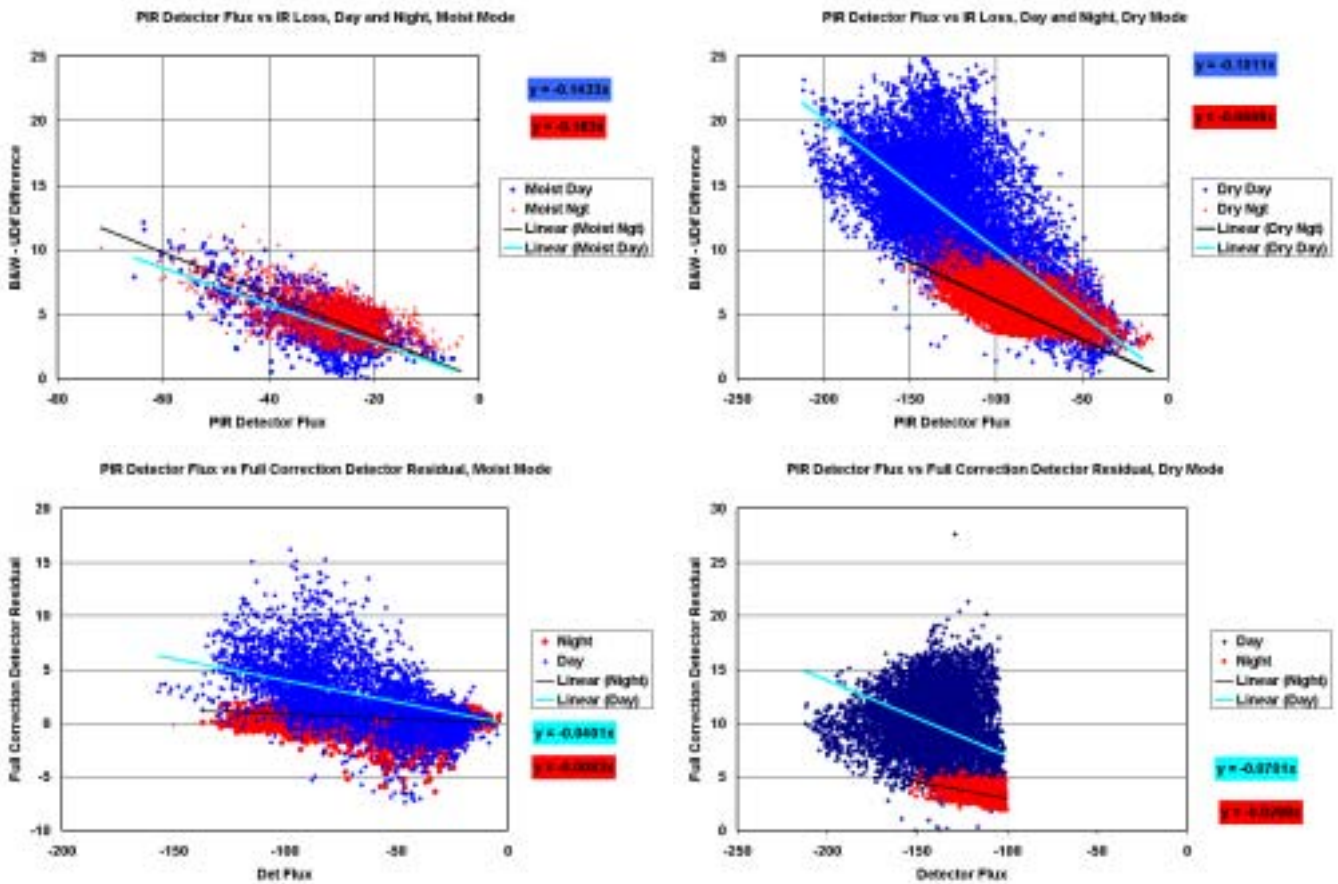 PIR Detector Flux vs IR Loss, Day and Night, Moist Mode
25
20
15
10
5
0
-80
-60
-40
-20
0
B&W - UDif Difference
PIR Detector Flux
y = -0.1433x
y = -0.163x
Moist Day
Moist Ngt
Linear (Moist Ngt)
Linear (Moist Day)
PIR Detector Flux vs IR Loss, Day and Night, Dry Mode
25
20
15
10
5
0
-250
-200
-150
-100
-50
0
B&W - UDif Difference
PIR Detector Flux
y = -0.1011x
Dry Day
Dry Ngt
Linear (Dry Ngt)
Linear (Dry Day)
PIR Detector Flux vs Full Correction Detector Residual, Moist Mode
20
15
10
5
0
-5
-10
-200
-150
-100
-50
0
Full Correction Detector Residual
Det Flux
Night
Day
Linear (Night)
Linear (Day)
y = -0.0401x
PIR Detector Flux vs Full Correction Detector Residual, Dry Mode
30
25
20
15
10
5
0
-250
-200
-150
-100
-50
0
Full Correction Detector Residual
Detector Flux
Day
Night
Linear (Night)
Linear (Day)
y = -0.0701x